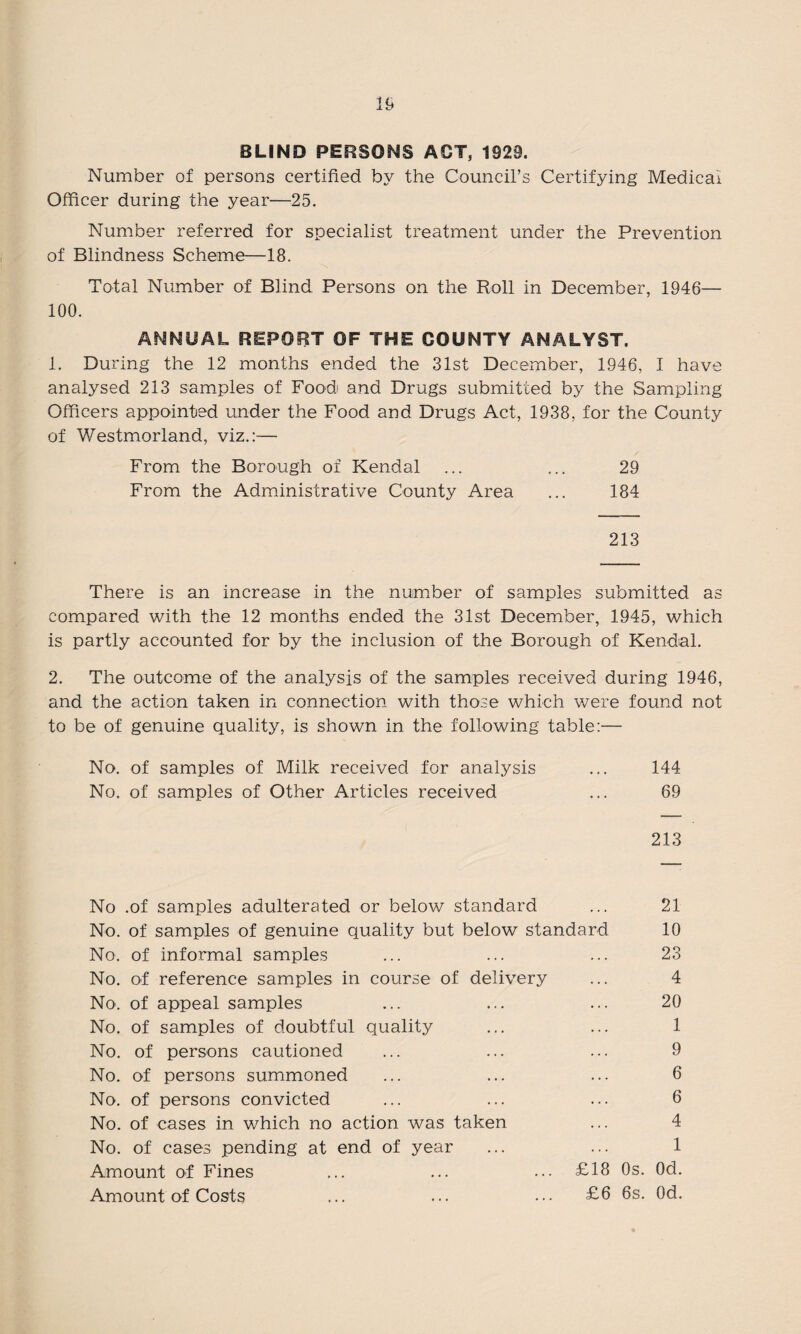 19
BLIND PERSONS ACT, 1929.
Number of persons certified by the Council's Certifying Medical
Officer during the year—25.
Number referred for specialist treatment under the Prevention
of Blindness Scheme—18.
Total Number of Blind Persons on the Roll in December, 1946—
100.
ANNUAL REPORT OF THE COUNTY ANALYST.
1. During the 12 months ended the 31st December, 1946, I have
analysed 213 samples of Food and Drugs submitted by the Sampling
Officers appointed under the Food and Drugs Act, 1938, for the County
of Westmorland, viz.:—
From the Borough of Kendal ... ... 29
From the Administrative County Area ... 184
213
There is an increase in the number of samples submitted as
compared with the 12 months ended the 31st December, 1945, which
is partly accounted for by the inclusion of the Borough of Kendal.
2. The outcome of the analysis of the samples received during 1946,
and the action taken in connection with those which were found not
to be of genuine quality, is shown in the following table:—
No. of samples of Milk received for analysis ... 144
No. of samples of Other Articles received ... 69
213
No .of samples adulterated or below standard ... 21
No. of samples of genuine quality but below standard 10
No. of informal samples ... ... ... 23
No. of reference samples in course of delivery ... 4
No. of appeal samples ... ... ... 20
No. of samples of doubtful quality ... ... 1
No. of persons cautioned ... ... ... 9
No. of persons summoned ... ... ... 6
No. of persons convicted ... ... ... 6
No. of cases in which no action was taken ... 4
No. of cases pending at end of year ... ... 1
Amount of Fines ... ... ... £18 0s. 0d.
Amount of Costs ... ... ... £6 6s. 0d.